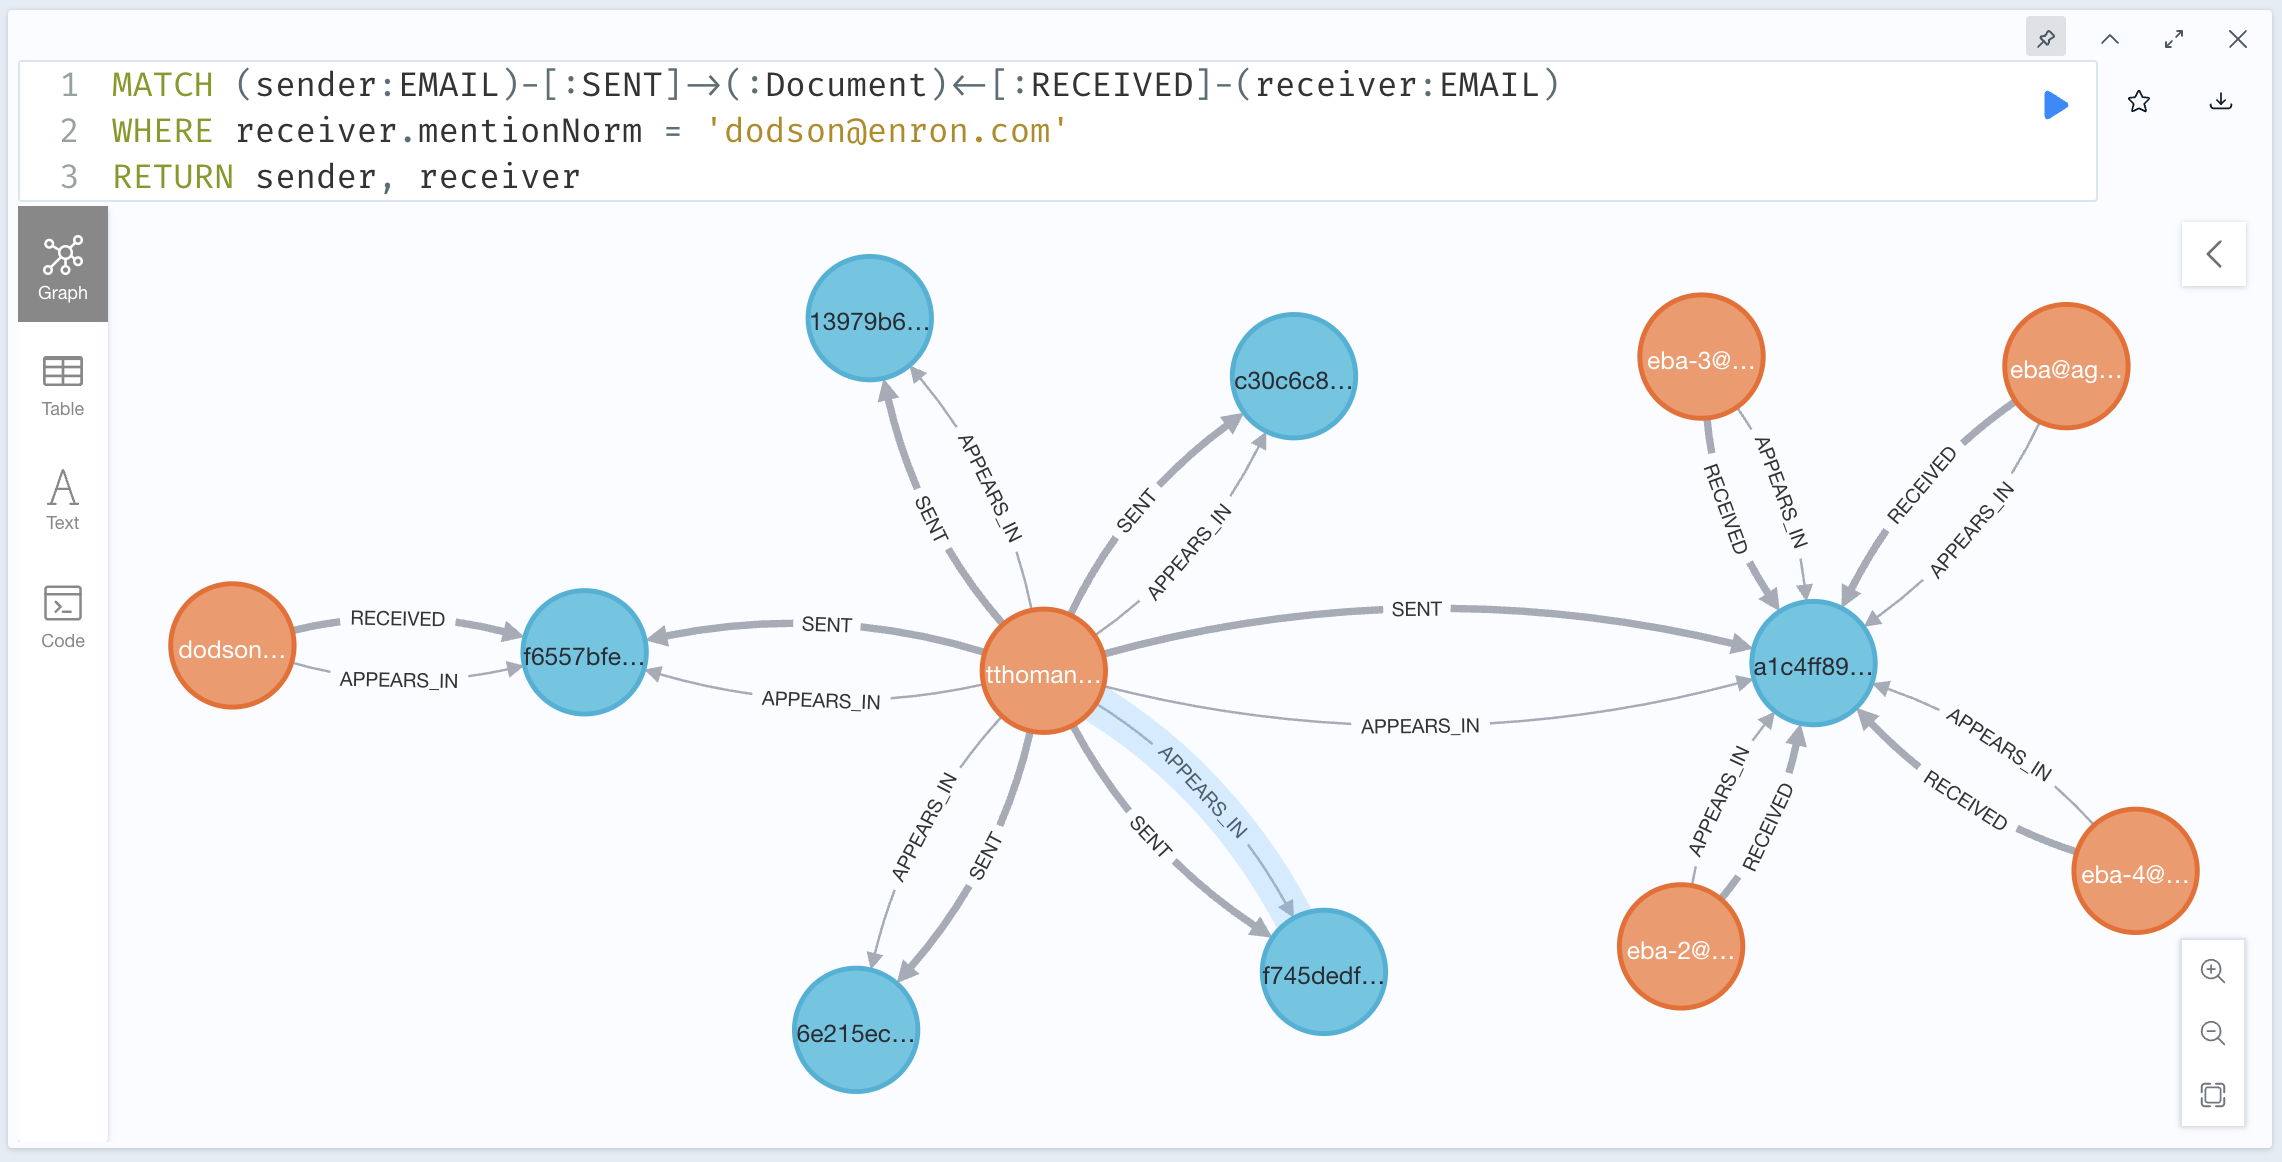 1 MATCH (sender:EMAIL)-[:SENT]->(:Document)<-[:RECEIVED]-(receiver:EMAIL)
2 WHERE receiver.mentionNorm = 'dodson@enron.com'
3 RETURN sender, receiver
Graph
Table
Text
Code
13979b6...
c30c6c8...
eba-3@...
eba@ag...
APPEARS_IN
SENT
SENT
APPEARS_IN
RECEIVED
APPEARS_IN
RECEIVED
APPEARS_IN
dodson...
RECEIVED
APPEARS_IN
f6557bfe...
SENT
APPEARS_IN
tthoman...
SENT
APPEARS_IN
a1c4ff89...
APPEARS_IN
SENT
SENT
APPEARS_IN
APPEARS_IN
RECEIVED
APPEARS_IN
RECEIVED
6e215ec...
f745dedf...
eba-2@...
eba-4@...